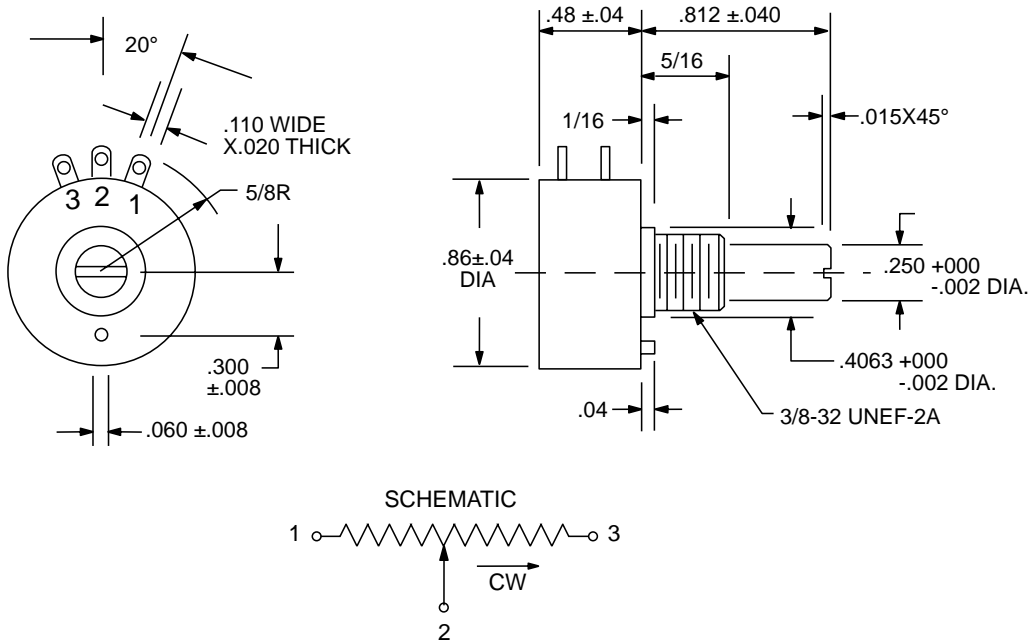 20°
.110 WIDE
X.020 THICK
3 2 1
5/8R
.300
±.008
.060 ±.008
.48 ±.04
.812 ±.040
5/16
1/16
.015X45°
.86±.04
DIA
.250 +000
-.002 DIA.
.4063 +000
-.002 DIA.
.04
3/8-32 UNEF-2A
SCHEMATIC
1
3
CW
2